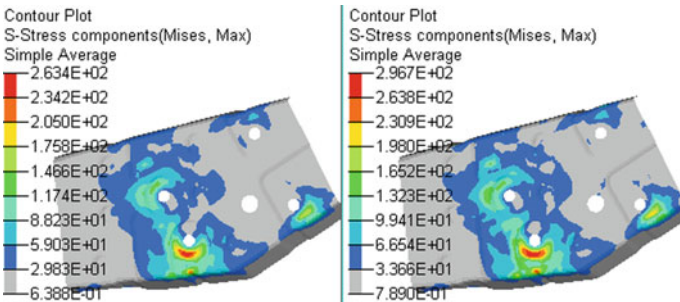 Contour Plot
S-Stress components(Mises, Max)
Simple Average
2.634E+02
2.342E+02
2.050E+02
1.758E+02
1.466E+02
1.174E+02
8.823E+01
5.903E+01
2.983E+01
6.388E-01
Contour Plot
S-Stress components(Mises, Max)
Simple Average
2.967E+02
2.638E+02
2.309E+02
1.980E+02
1.652E+02
1.323E+02
9.941E+01
6.654E+01
3.366E+01
7.890E-01